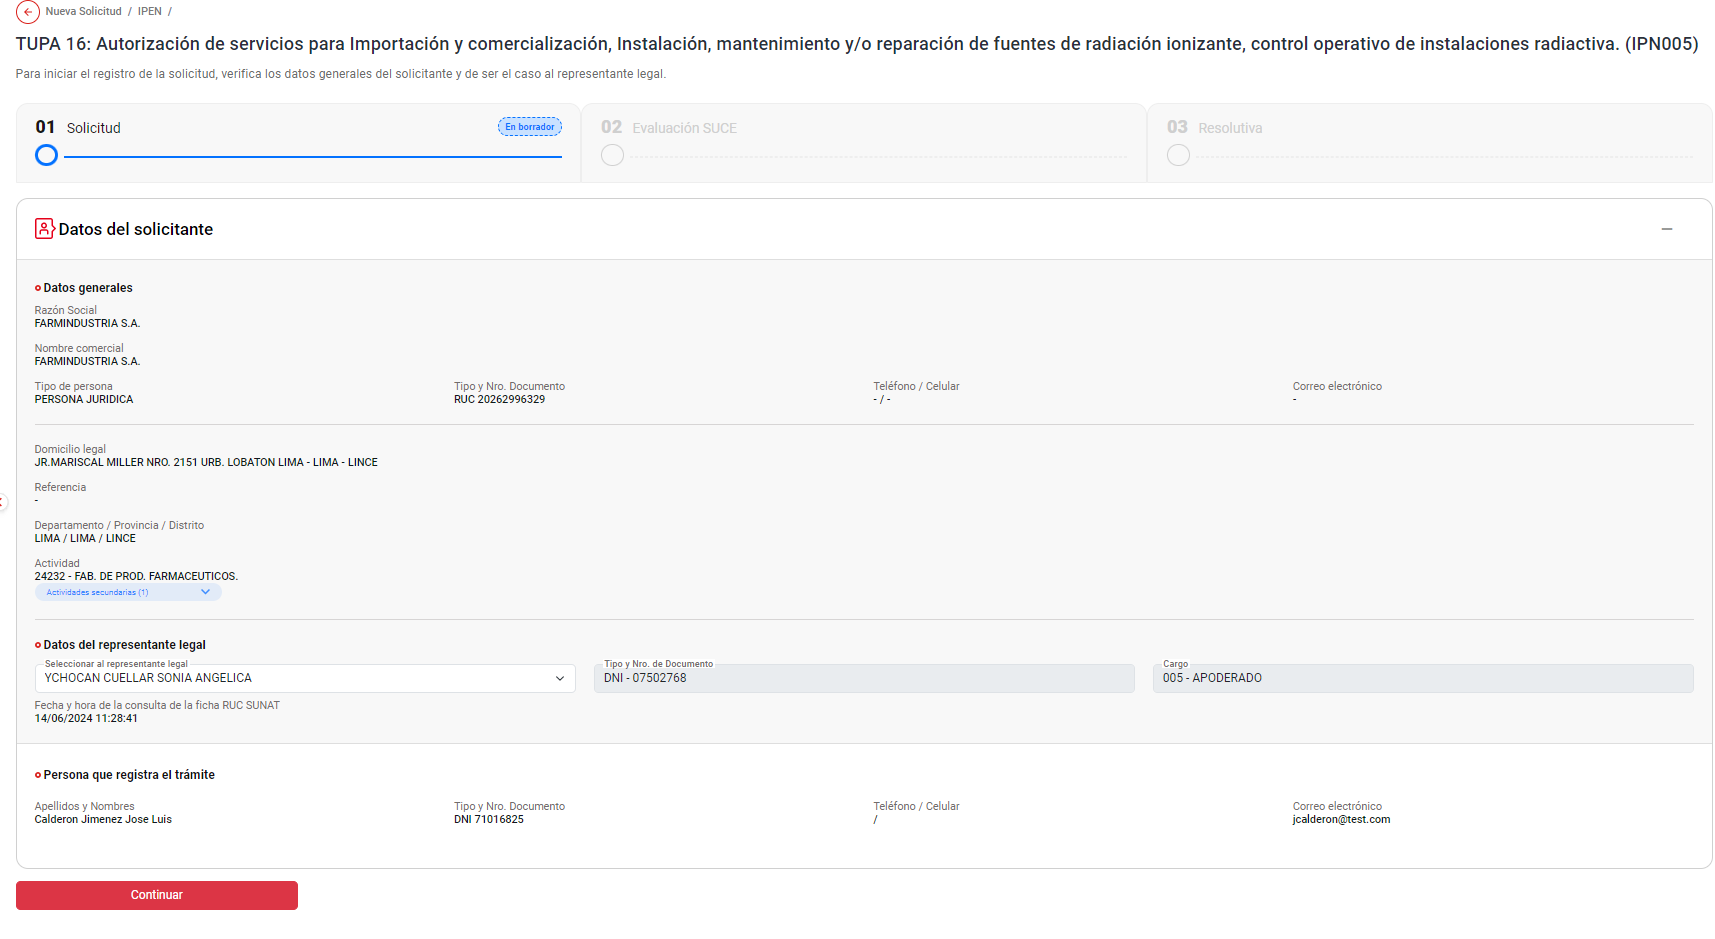 Nueva Solicitud / IPEN /
TUPA 16: Autorización de servicios para Importación y comercialización, Instalación, mantenimiento y/o reparación de fuentes de radiación ionizante, control operativo de instalaciones radiactiva. (IPN005)
Para iniciar el registro de la solicitud, verifica los datos generales del solicitante y de ser el caso al representante legal.
01 Solicitud En borrador
02 Evaluación SUCE
03 Resolutiva
Datos del solicitante
Datos generales
Razón Social
FARMINDUSTRIA S.A.
Nombre comercial
FARMINDUSTRIA S.A.
Tipo de persona
PERSONA JURIDICA
Tipo y Nro. Documento
RUC 20262996329
Teléfono / Celular
- / -
Correo electrónico
-
Domicilio legal
JR.MARISCAL MILLER NRO. 2151 URB. LOBATON LIMA - LIMA - LINCE
Referencia
-
Departamento / Provincia / Distrito
LIMA / LIMA / LINCE
Actividad
24232 - FAB. DE PROD. FARMACEUTICOS.
Actividades secundarias (1)
Datos del representante legal
Seleccionar al representante legal
YCHOCAN CUELLAR SONIA ANGELICA
Tipo y Nro. de Documento
DNI - 07502768
Cargo
005 - APODERADO
Fecha y hora de la consulta de la ficha RUC SUNAT
14/06/2024 11:28:41
Persona que registra el trámite
Apellidos y Nombres
Calderon Jimenez Jose Luis
Tipo y Nro. Documento
DNI 71016825
Teléfono / Celular
/
Correo electrónico
jcalderon@test.com
Continuar